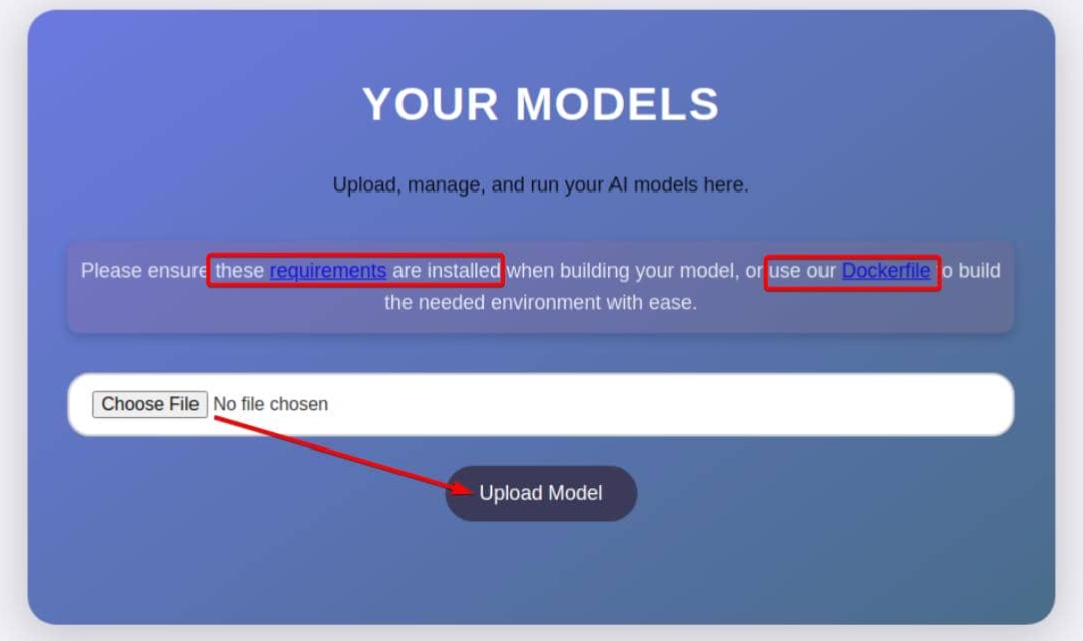 YOUR MODELS
Upload, manage, and run your AI models here.
Please ensure these requirements are installed when building your model, or use our Dockerfile to build
the needed environment with ease.
Choose File No file chosen
Upload Model